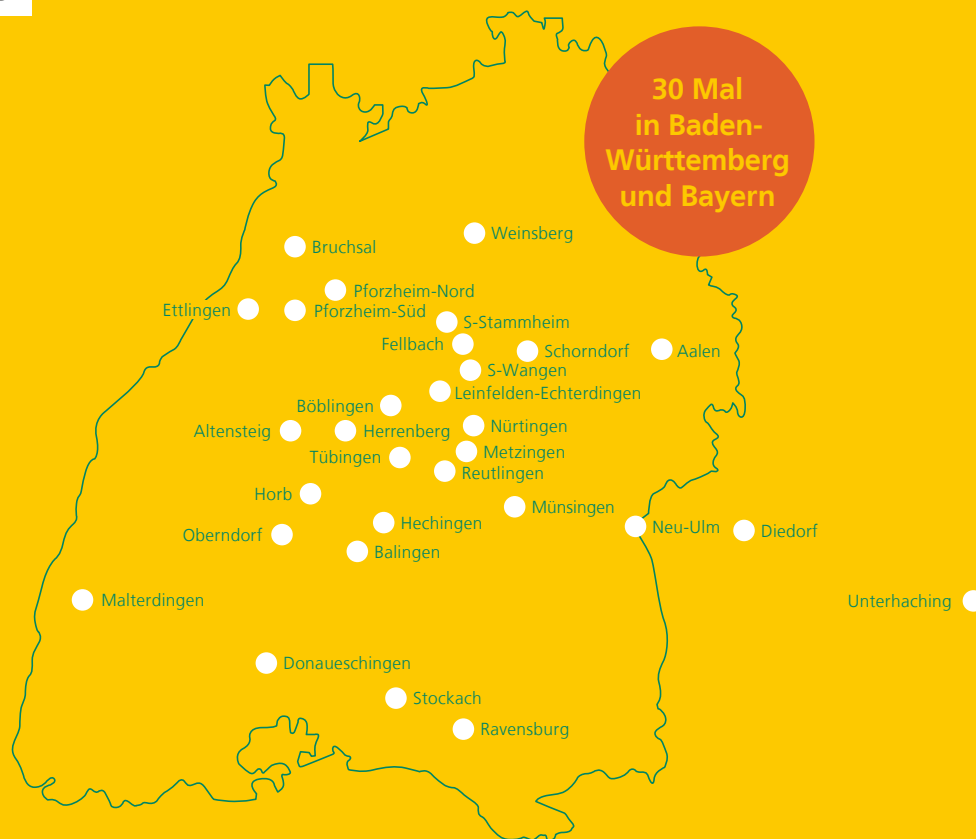 30 Mal
in Baden-
Württemberg
und Bayern
Weinsberg
Bruchsal
Pforzheim-Nord
Ettlingen
Pforzheim-Süd
S-Stammheim
Fellbach
Schorndorf
Aalen
S-Wangen
Leinfelden-Echterdingen
Böblingen
Nürtingen
Altensteig
Herrenberg
Metzingen
Tübingen
Reutlingen
Horb
Münsingen
Hechingen
Neu-Ulm
Diedorf
Oberndorf
Balingen
Malterdingen
Unterhaching
Donaueschingen
Stockach
Ravensburg